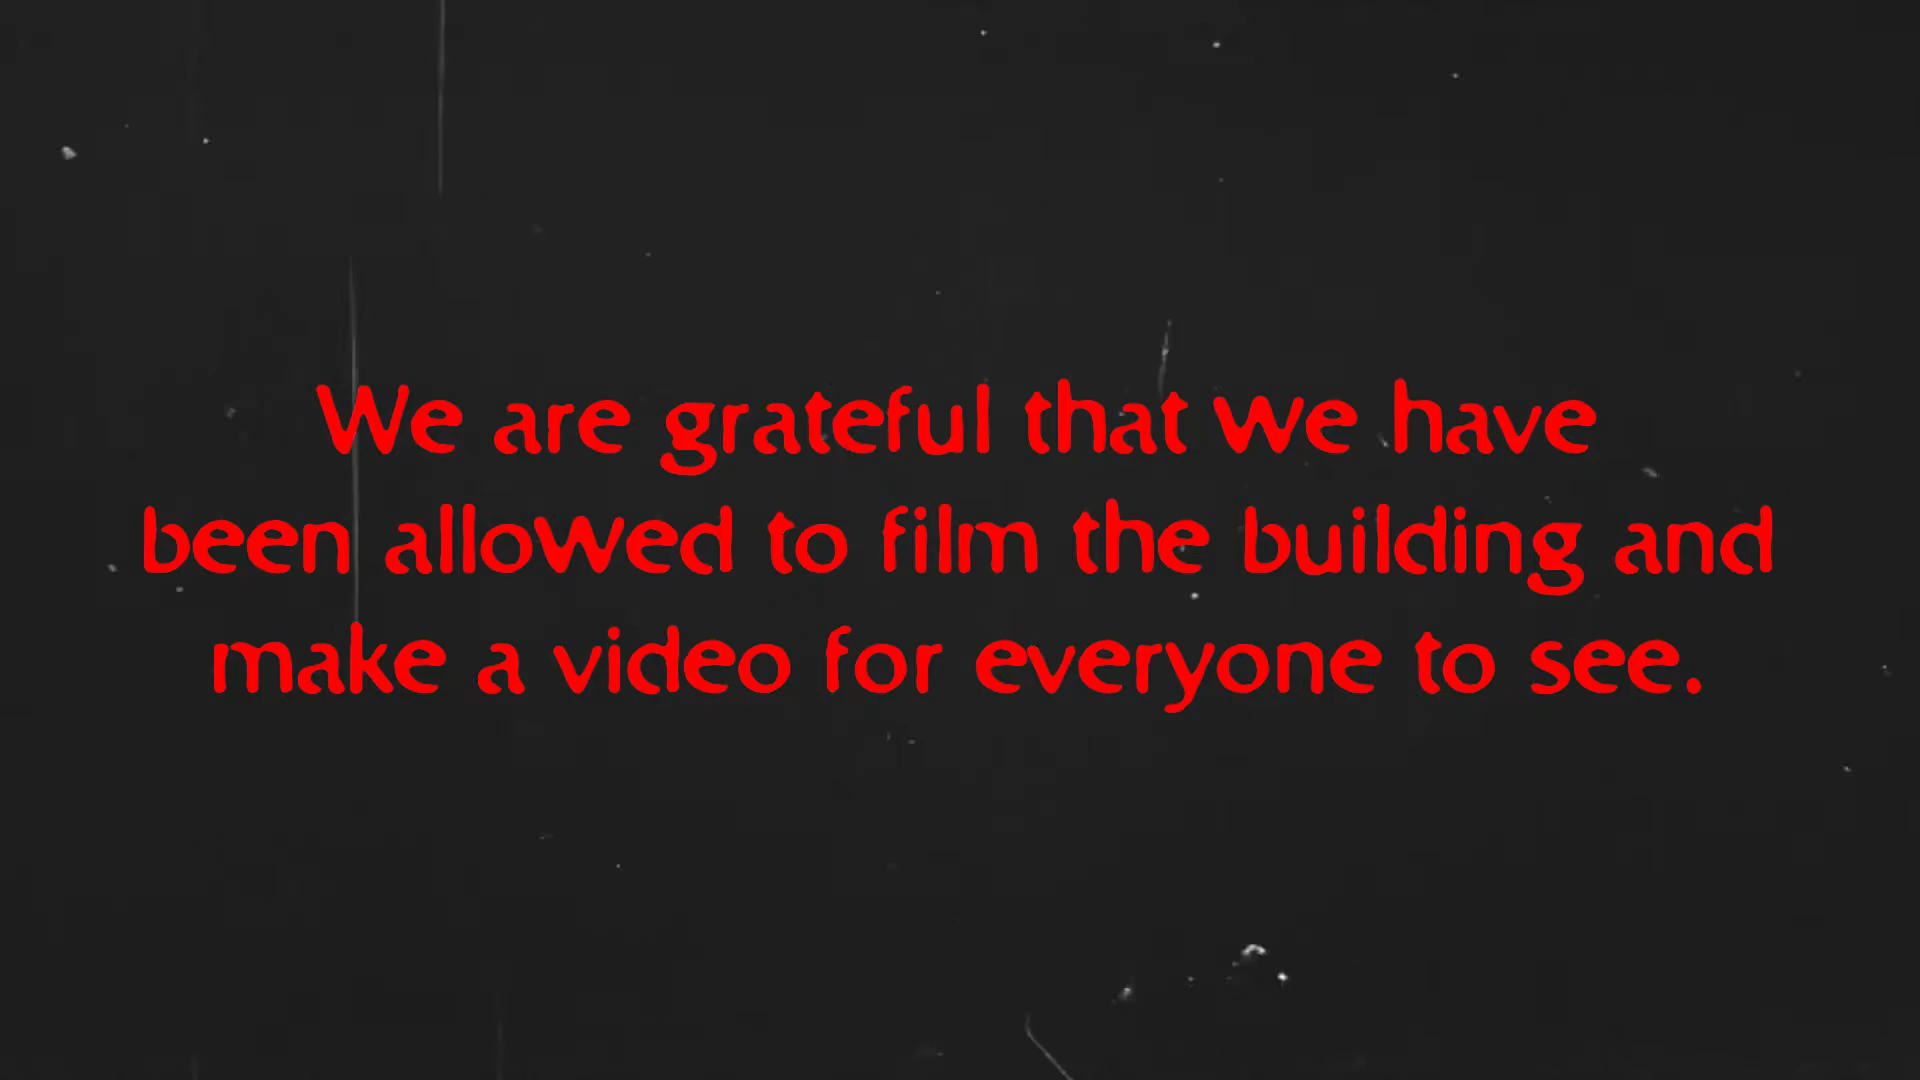 We are grateful that we have
been allowed to film the building and
make a video for everyone to see.